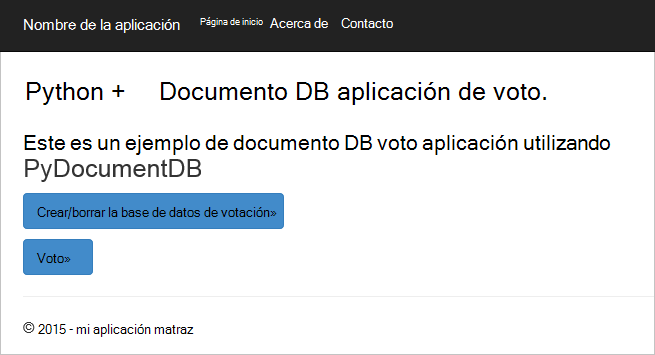 Nombre de la aplicación Página de inicio Acerca de Contacto
Python + Documento DB aplicación de voto.
Este es un ejemplo de documento DB voto aplicación utilizando
PyDocumentDB
Crear/borrar la base de datos de votación»
Voto»
© 2015 - mi aplicación matraz